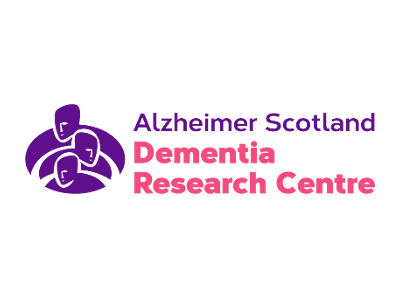 Alzheimer Scotland
Dementia
Research Centre